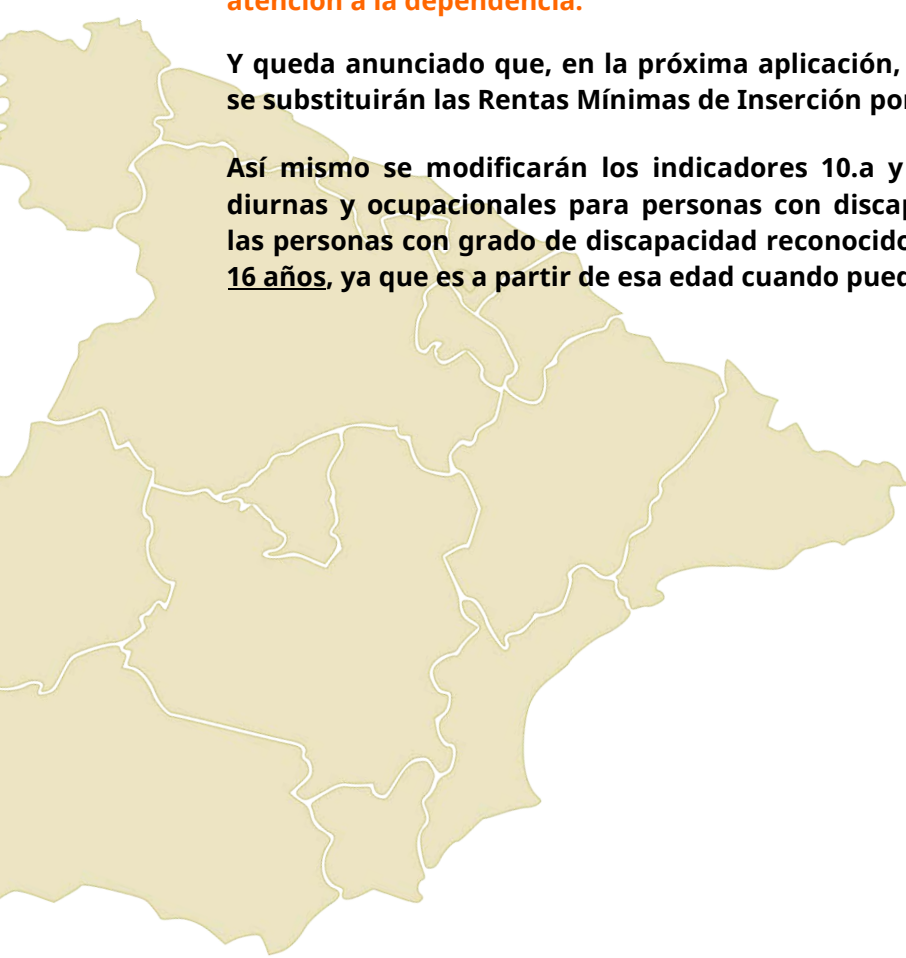 atención a la dependencia.
Y queda anunciado que, en la próxima aplicación,
se substituirán las Rentas Mínimas de Inserción por
Así mismo se modificarán los indicadores 10.a y
diurnas y ocupacionales para personas con discap
las personas con grado de discapacidad reconocido
16 años, ya que es a partir de esa edad cuando pued